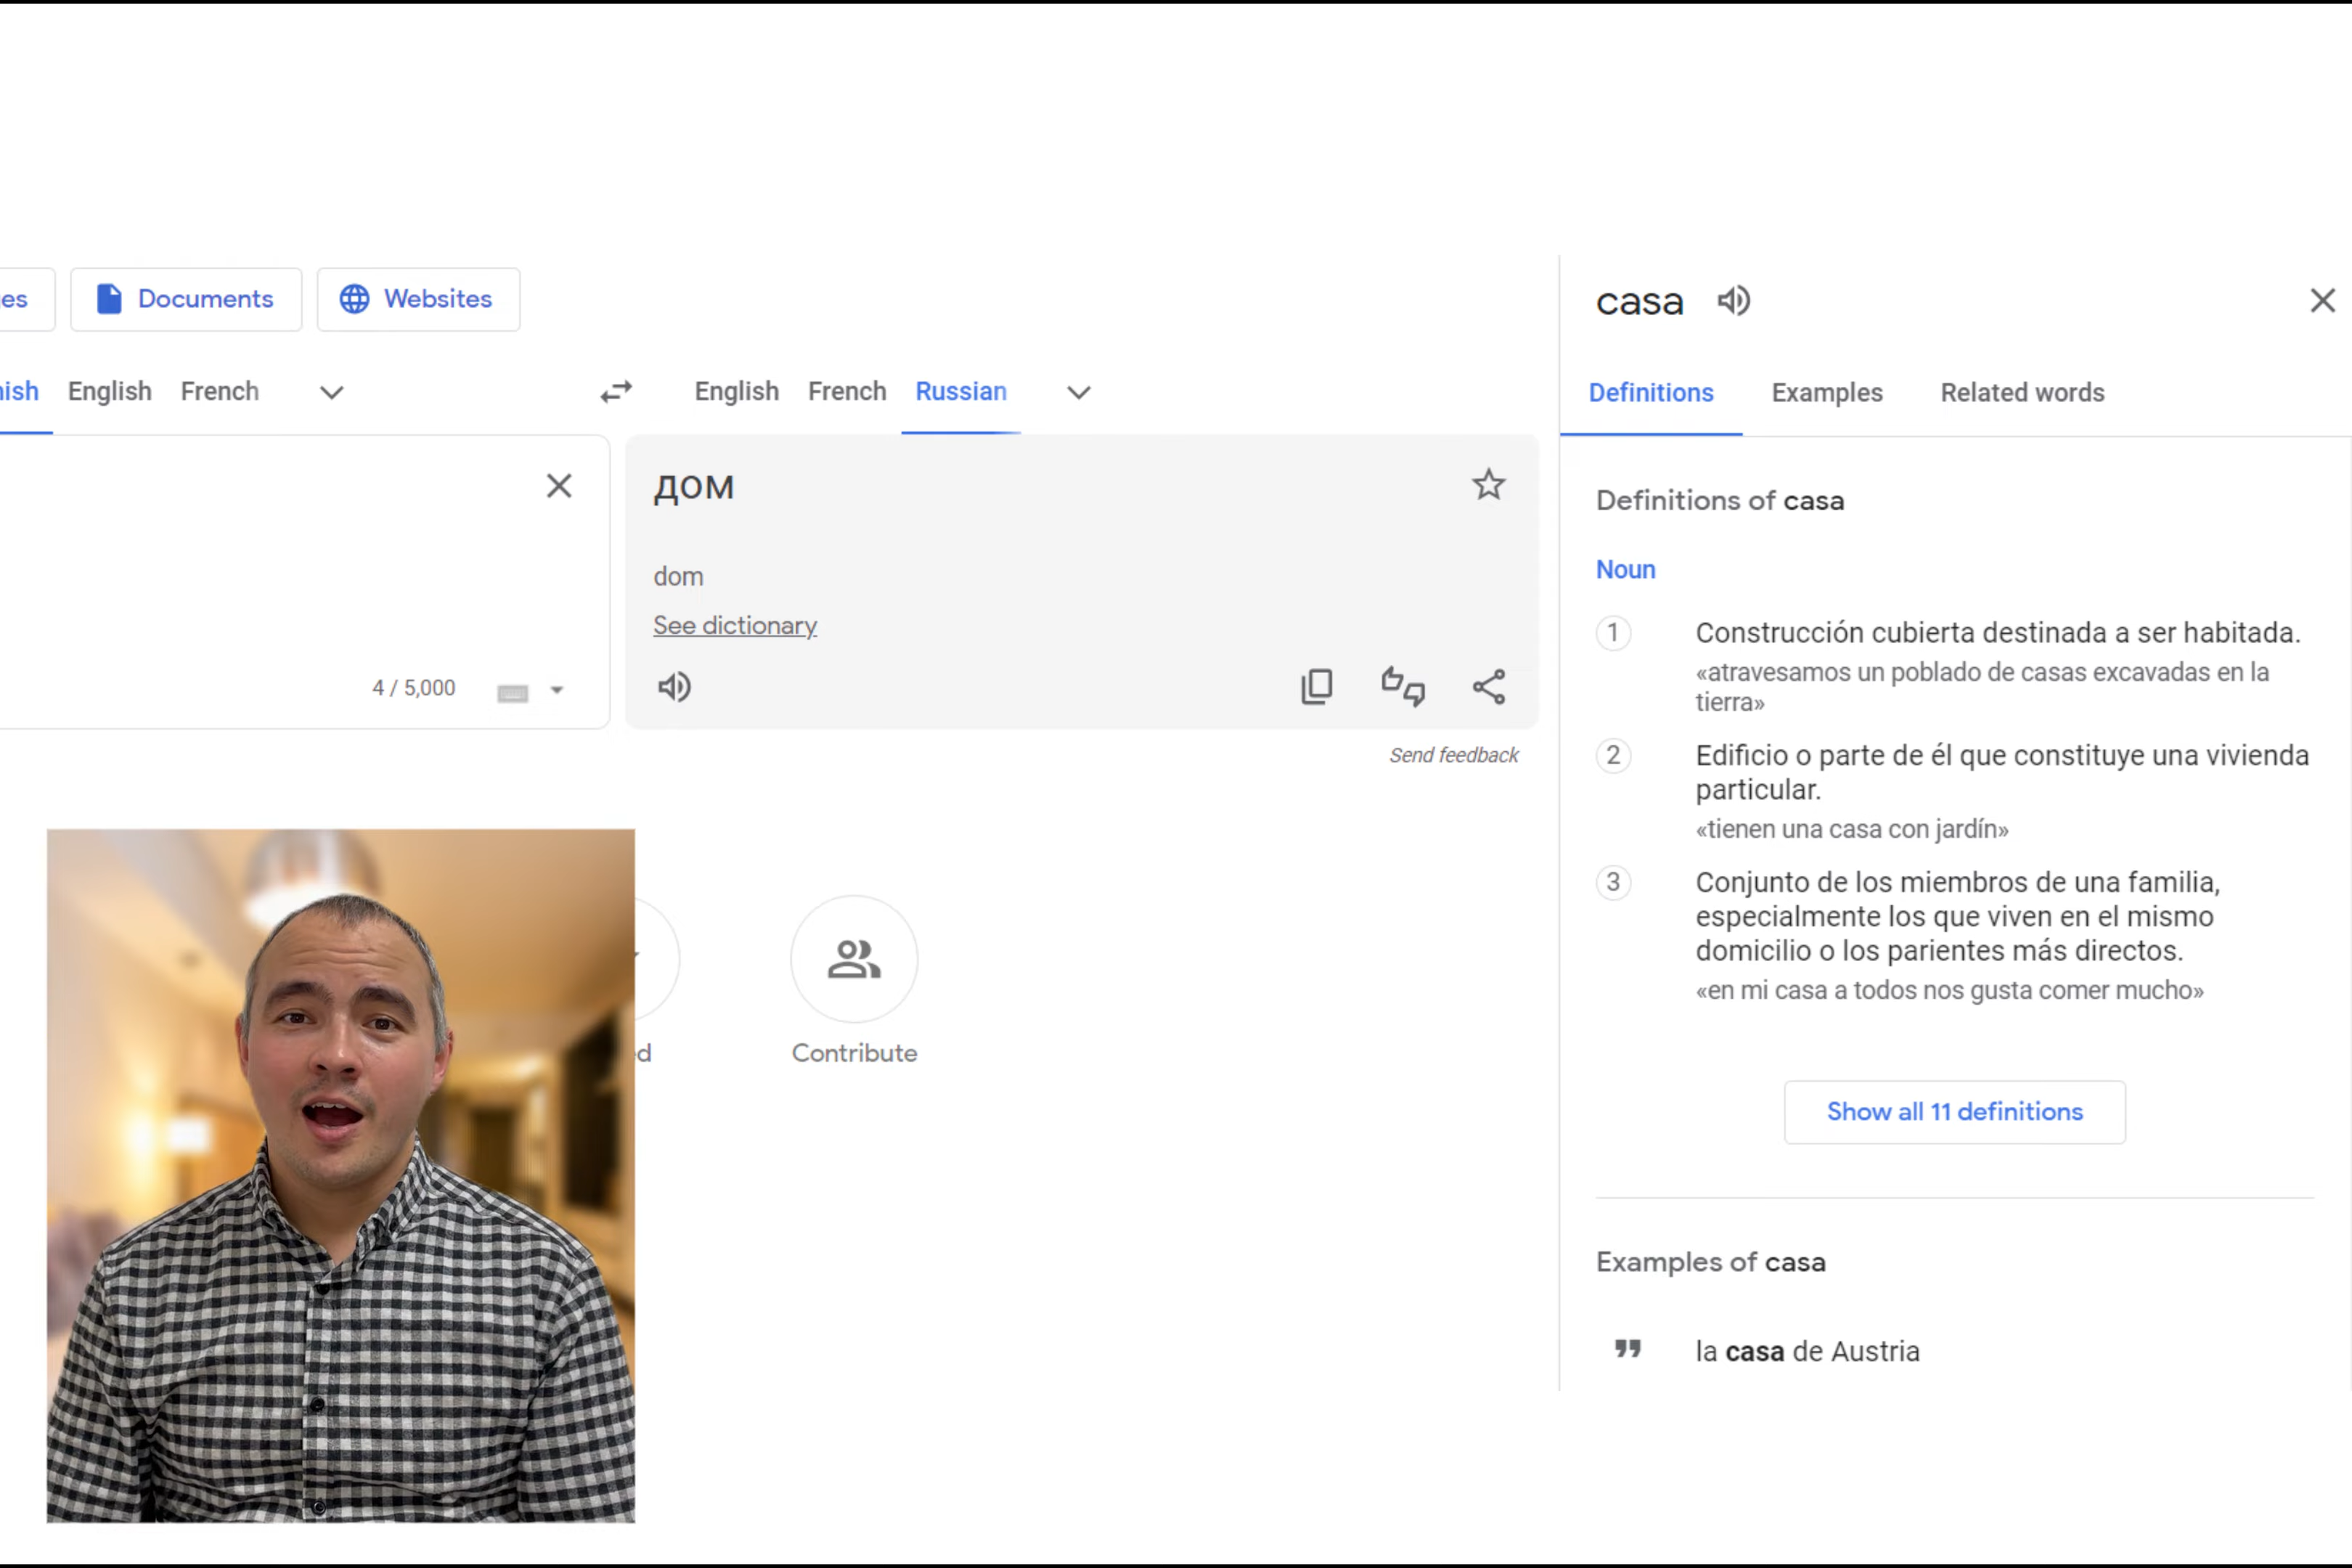 es
Documents
Websites
nish
English
French
English
French
Russian
дом
dom
See dictionary
4 / 5,000
Send feedback
d
Contribute
casa
Definitions
Examples
Related words
Definitions of casa
Noun
1
Construcción cubierta destinada a ser habitada.
«atravesamos un poblado de casas excavadas en la
tierra»
2
Edificio o parte de él que constituye una vivienda
particular.
«tienen una casa con jardín»
3
Conjunto de los miembros de una familia,
especialmente los que viven en el mismo
domicilio o los parientes más directos.
«en mi casa a todos nos gusta comer mucho»
Show all 11 definitions
Examples of casa
la casa de Austria